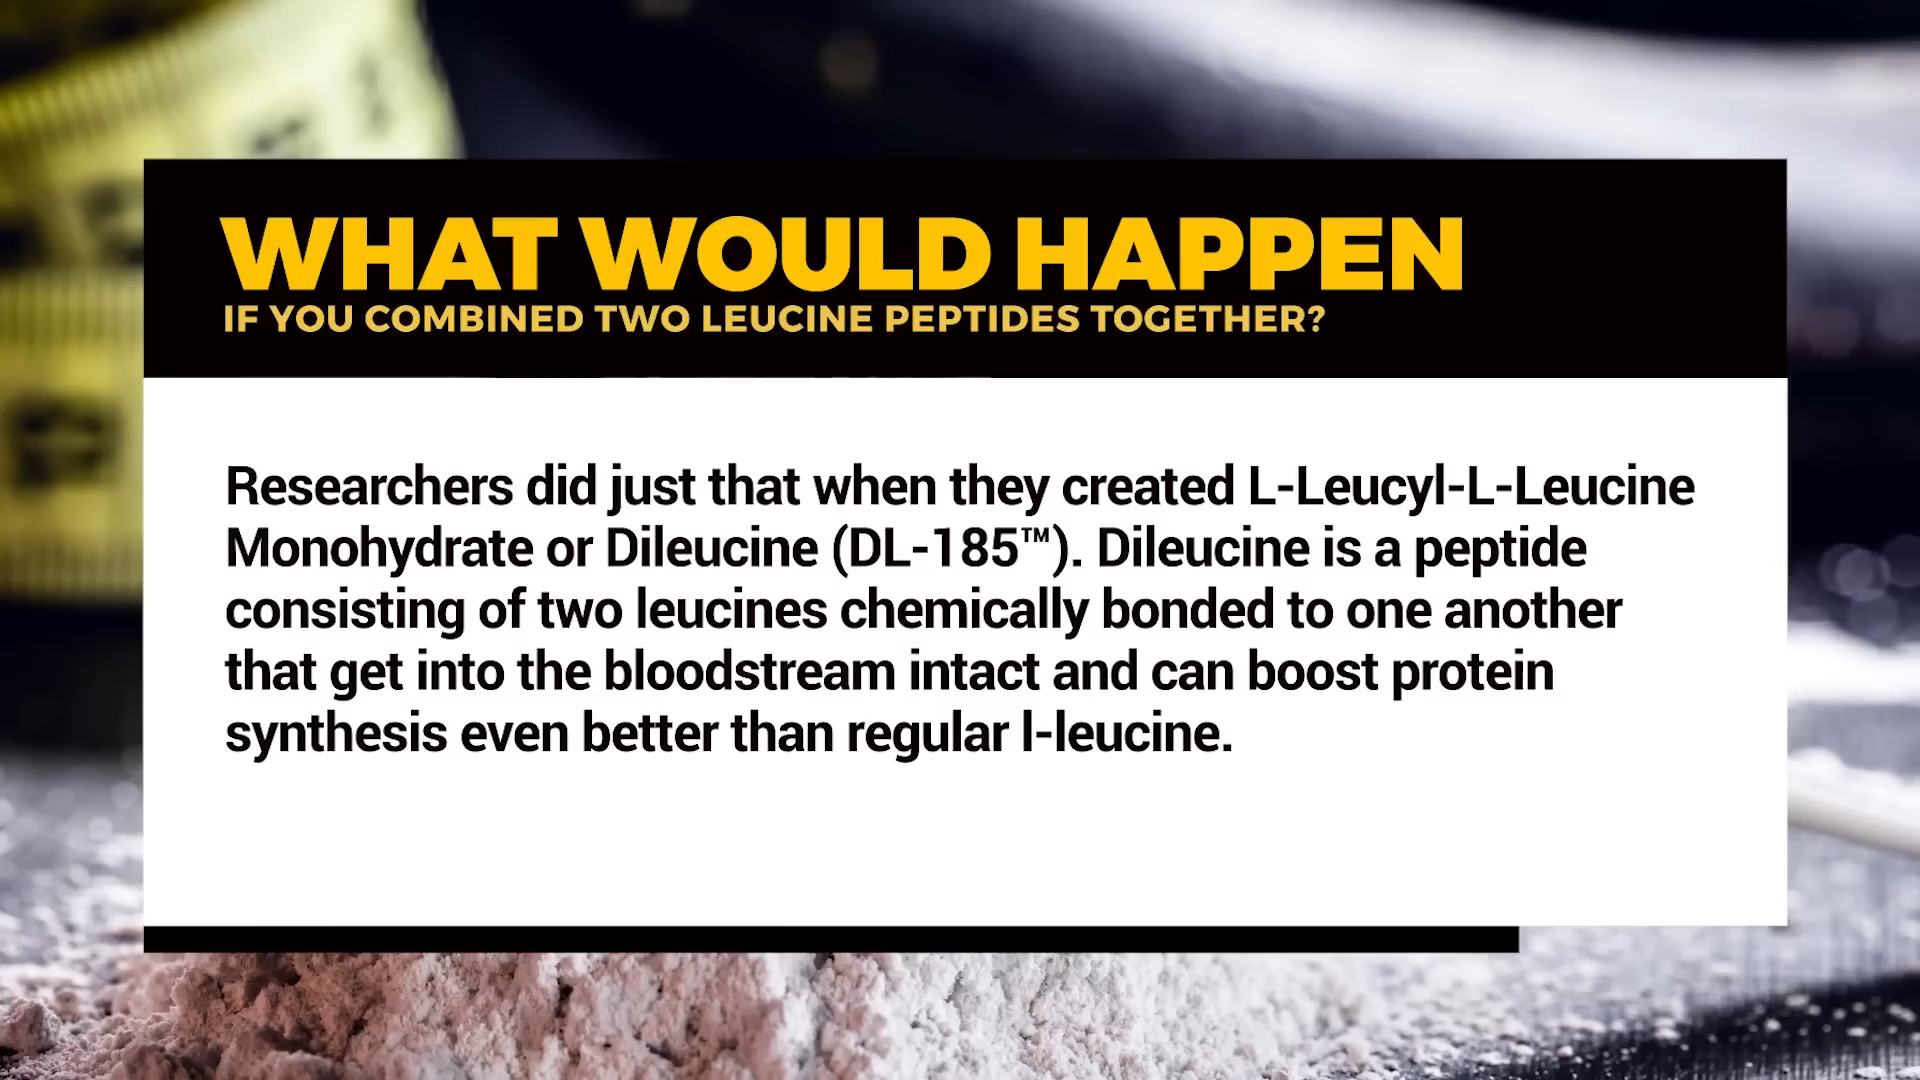 WHAT WOULD HAPPEN
IF YOU COMBINED TWO LEUCINE PEPTIDES TOGETHER?
Researchers did just that when they created L-Leucyl-L-Leucine
Monohydrate or Dileucine (DL-185™). Dileucine is a peptide
consisting of two leucines chemically bonded to one another
that get into the bloodstream intact and can boost protein
synthesis even better than regular l-leucine.